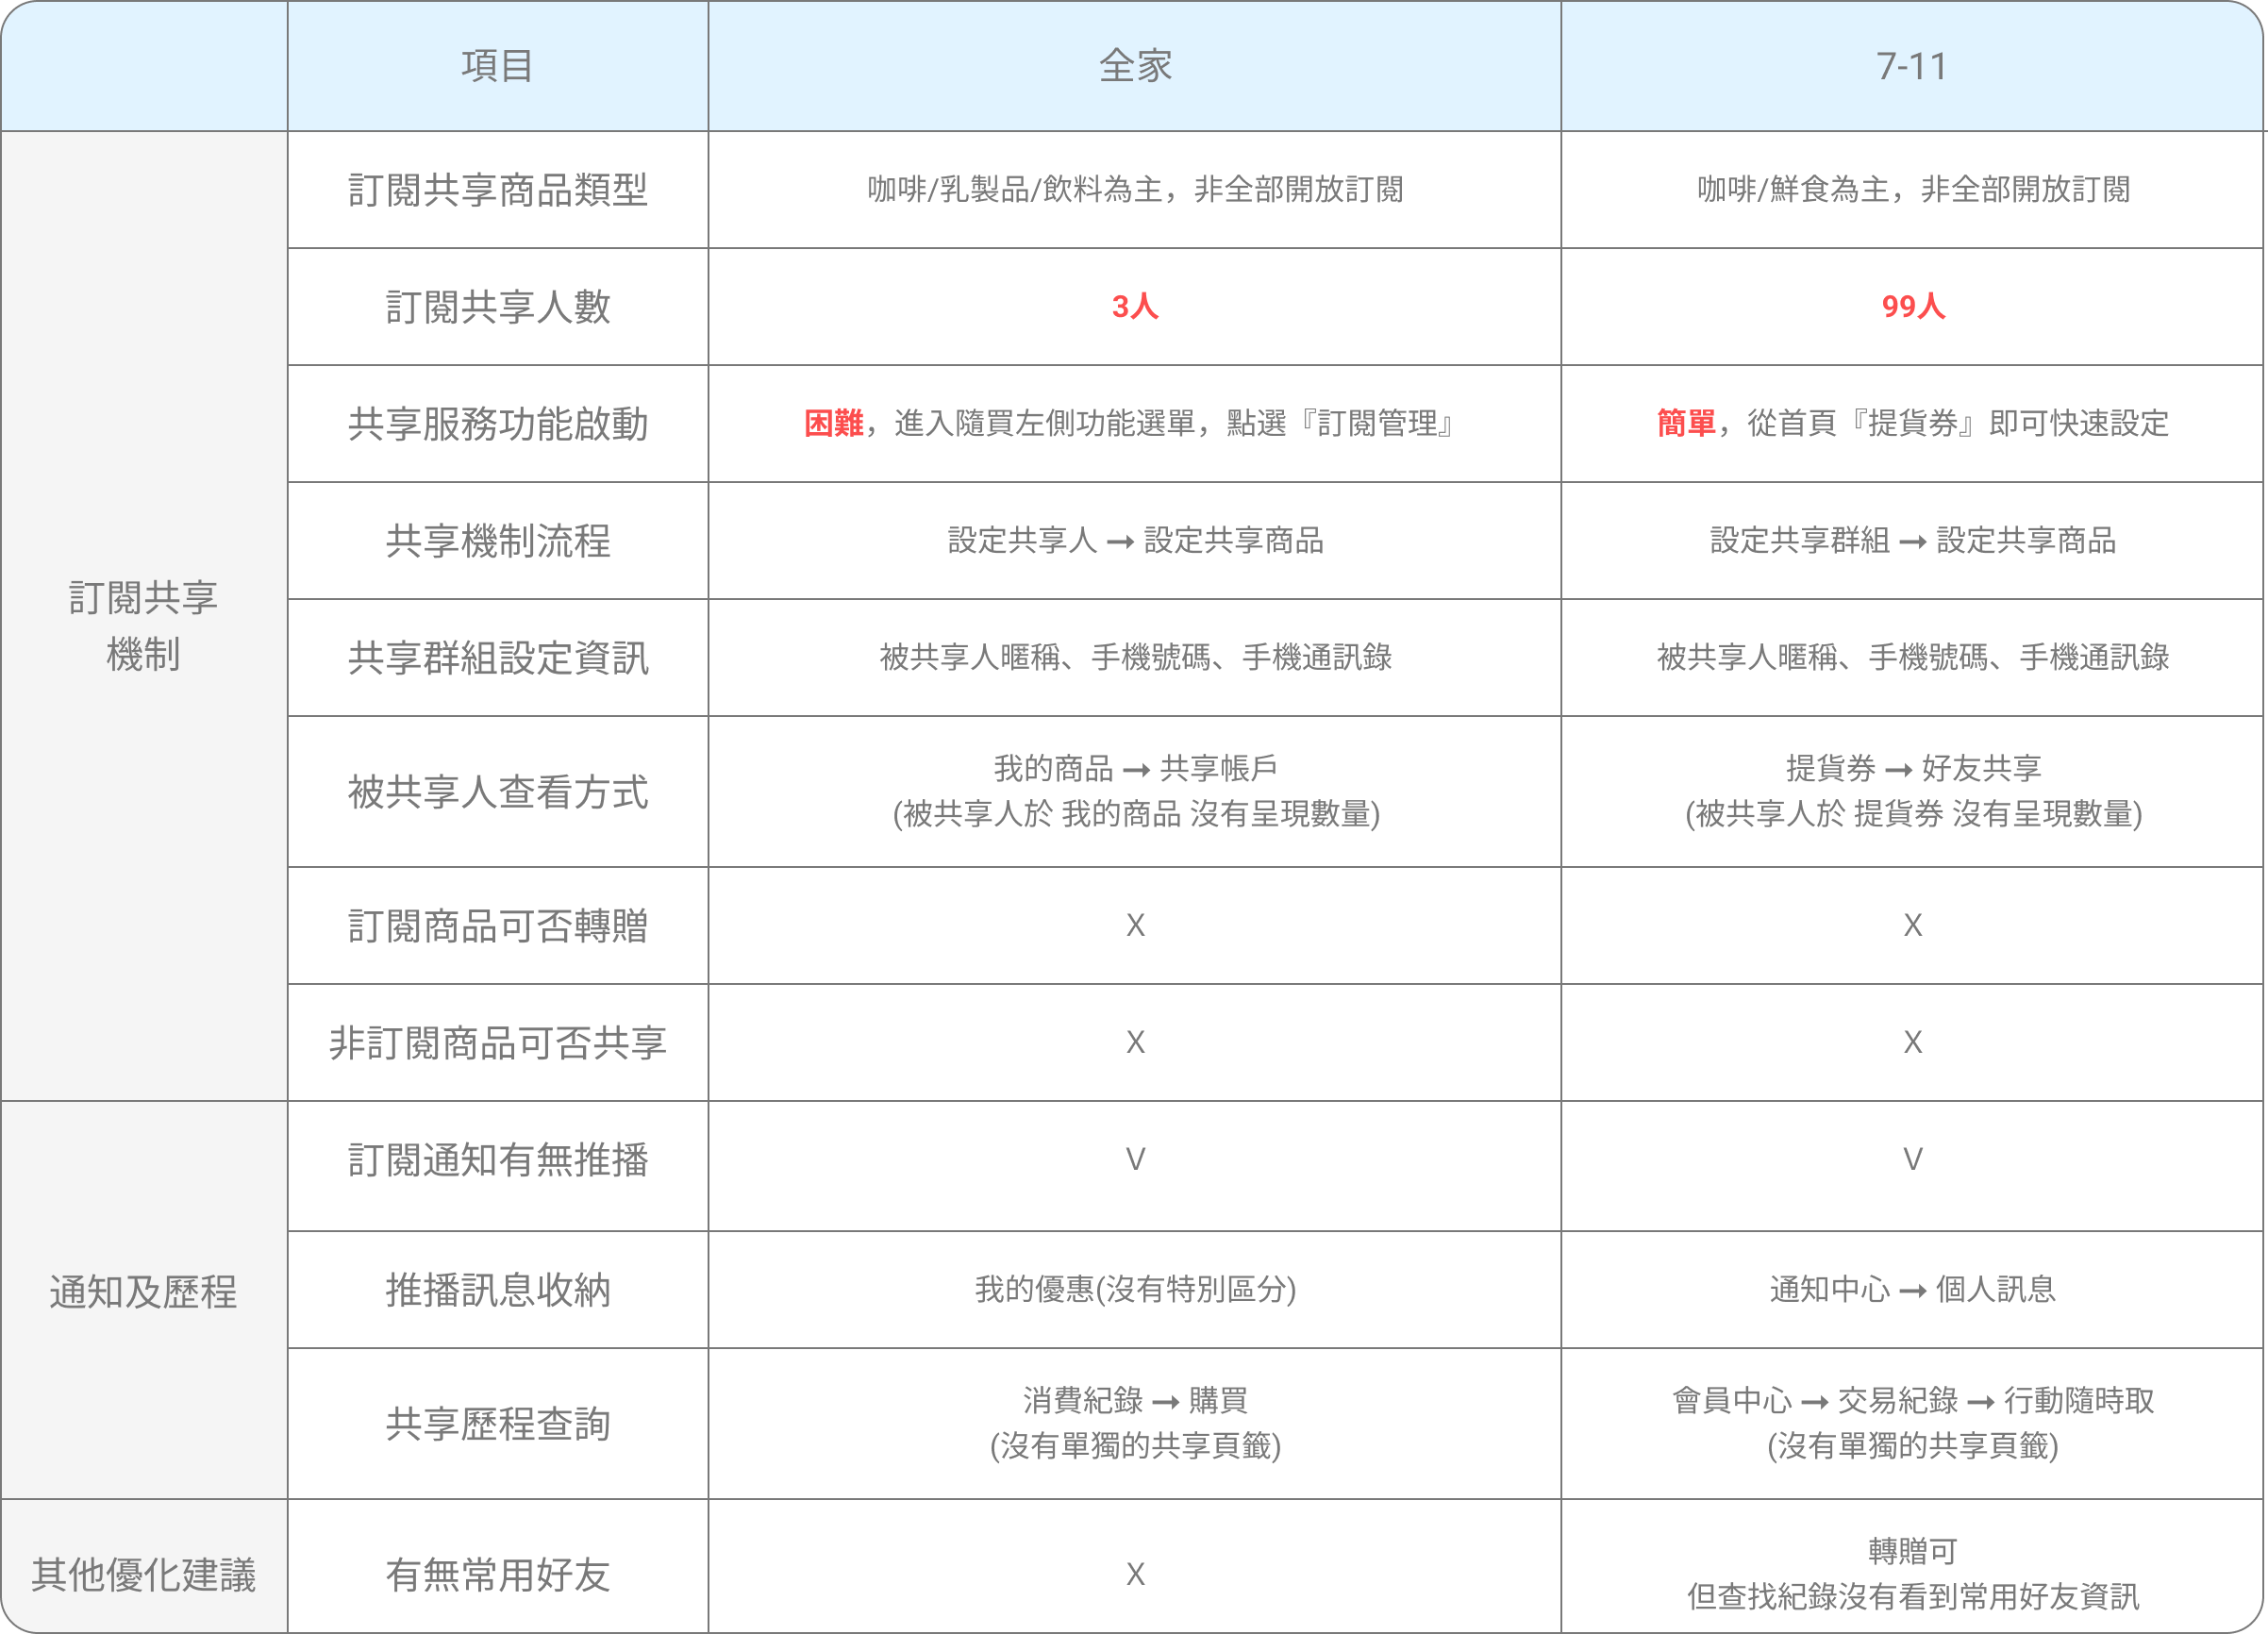 項目
全家
7-11
訂閱共享
機制
訂閱共享商品類型
咖啡/乳製品/飲料為主，非全部開放訂閱
咖啡/鮮食為主，非全部開放訂閱
訂閱共享人數
3人
99人
共享服務功能啟動
困難，進入隨買左側功能選單，點選『訂閱管理』
簡單，從首頁『提貨券』即可快速設定
共享機制流程
設定共享人 → 設定共享商品
設定共享群組 → 設定共享商品
共享群組設定資訊
被共享人暱稱、手機號碼、手機通訊錄
被共享人暱稱、手機號碼、手機通訊錄
被共享人查看方式
我的商品 → 共享帳戶
(被共享人於 我的商品 沒有呈現數量)
提貨券 → 好友共享
(被共享人於 提貨券 沒有呈現數量)
訂閱商品可否轉贈
X
X
非訂閱商品可否共享
X
X
通知及歷程
訂閱通知有無推播
V
V
推播訊息收納
我的優惠(沒有特別區分)
通知中心 → 個人訊息
共享歷程查詢
消費紀錄 → 購買
(沒有單獨的共享頁籤)
會員中心 → 交易紀錄 → 行動隨時取
(沒有單獨的共享頁籤)
其他優化建議
有無常用好友
X
轉贈可
但查找紀錄沒有看到常用好友資訊